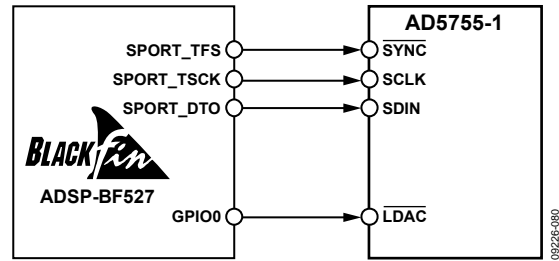 AD5755-1
SPORT_TFS
SYNC
SPORT_TSCK
SCLK
SPORT_DTO
SDIN
BLACKfin
ADSP-BF527
GPIO0
LDAC
09226-080